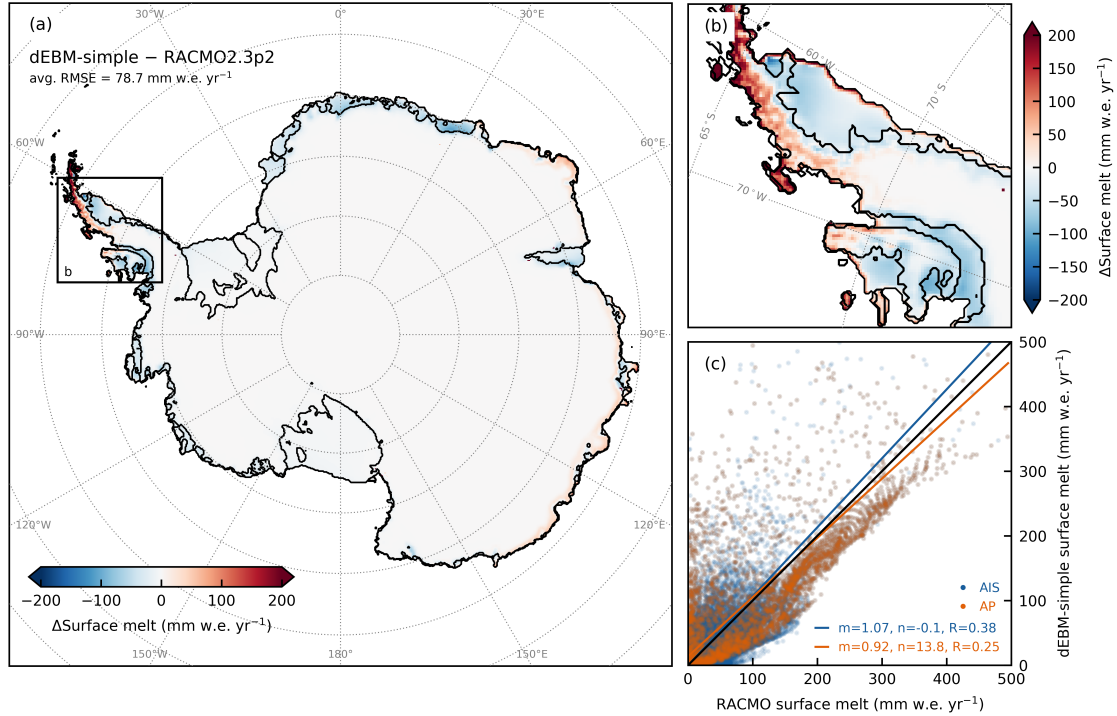 (a)
dEBM-simple − RACMO2.3p2
avg. RMSE = 78.7 mm w.e. yr⁻¹
30°W
0°
30°E
60°W
60°E
90°W
90°E
120°W
120°E
150°W
180°
150°E
b
−200 −100 0 100 200
ΔSurface melt (mm w.e. yr⁻¹)
(b)
60°W
70°S
65°S
70°W
200
150
100
50
0
−50
−100
−150
−200
ΔSurface melt (mm w.e. yr⁻¹)
(c)
500
400
300
200
100
0
dEBM-simple surface melt (mm w.e. yr⁻¹)
AIS
AP
m=1.07, n=-0.1, R=0.38
m=0.92, n=13.8, R=0.25
0 100 200 300 400 500
RACMO surface melt (mm w.e. yr⁻¹)